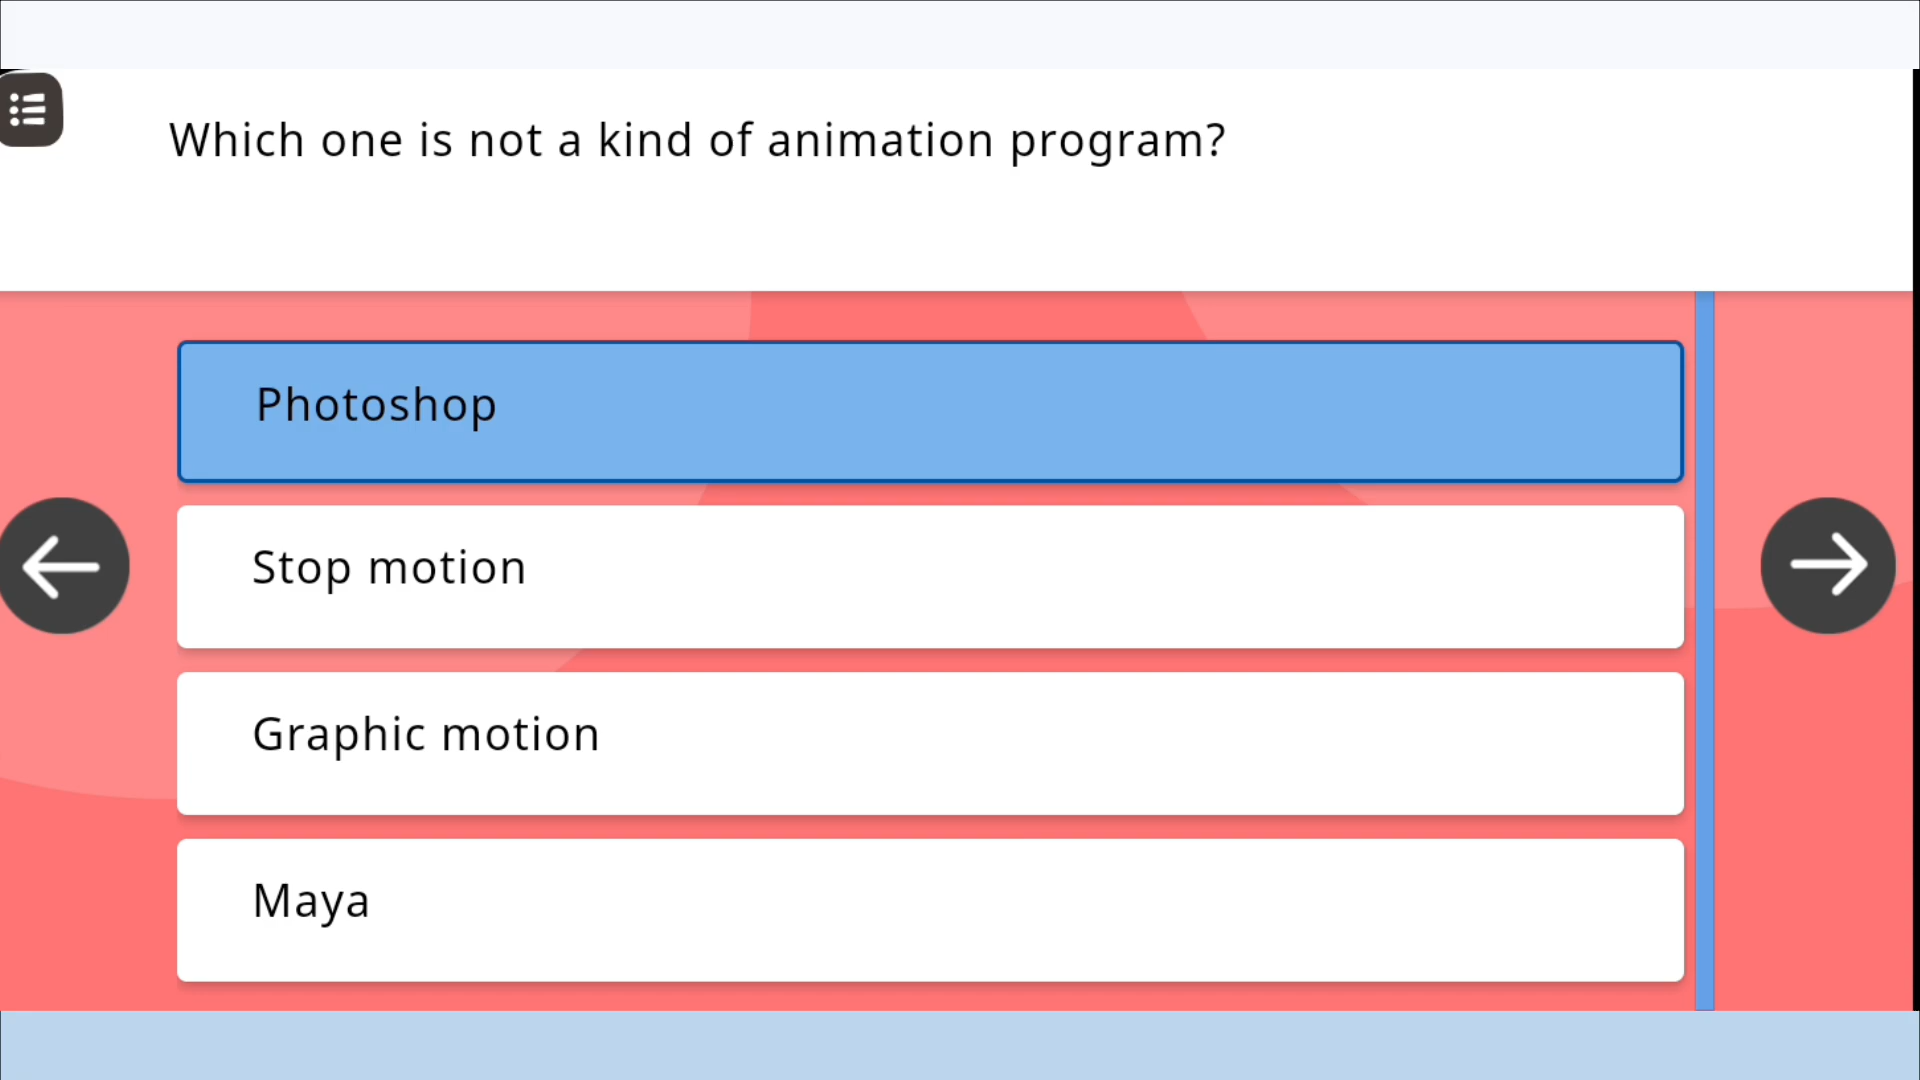 Which one is not a kind of animation program?
Photoshop
Stop motion
Graphic motion
Maya